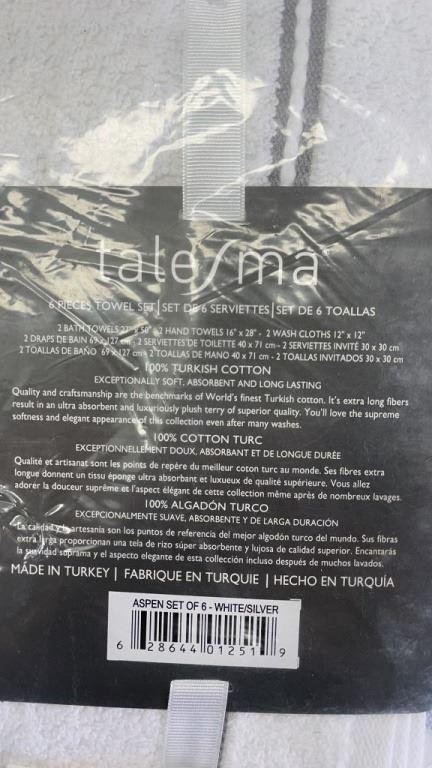 talesma
6 PIECES TOWEL SET | SET DE 6 SERVIETTES | SET DE 6 TOALLAS
2 BATH TOWELS 27" x 50" - 2 HAND TOWELS 16" x 28" - 2 WASH CLOTHS 12" x 12"
2 DRAPS DE BAIN 69 x 127 cm - 2 SERVIETTES DE TOILETTE 40 x 71 cm - 2 SERVIETTES INVITÉ 30 x 30 cm
2 TOALLAS DE BAÑO 69 x 127 cm - 2 TOALLAS DE MANO 40 x 71 cm - 2 TOALLAS INVITADOS 30 x 30 cm
100% TURKISH COTTON
EXCEPTIONALLY SOFT, ABSORBENT AND LONG LASTING
Quality and craftsmanship are the benchmarks of World's finest Turkish cotton. It's extra long fibers
result in an ultra absorbent and luxuriously plush terry of superior quality. You'll love the supreme
softness and elegant appearance of this collection even after many washes.
100% COTTON TURC
EXCEPTIONNELLEMENT DOUX, ABSORBANT ET DE LONGUE DURÉE
Qualité et artisanat sont les points de repère du meilleur coton turc au monde. Ses fibres extra
longue donnent un tissu éponge ultra absorbant et luxueux de qualité supérieure. Vous allez
adorer la douceur suprême et l'aspect élégant de cette collection même après de nombreux lavages.
100% ALGADÓN TURCO
EXCEPCIONALMENTE SUAVE, ABSORBENTE Y DE LARGA DURACIÓN
La calidad y la artesania son los puntos de referencia del mejor algodón turco del mundo. Sus fibras
extra larga proporcionan una tela de rizo súper absorbente y lujosa de calidad superior. Encantarás
la suavidad soprama y el aspecto elegante de esta colección incluso después de muchos lavados.
MADE IN TURKEY | FABRIQUE EN TURQUIE | HECHO EN TURQUÍA
ASPEN SET OF 6 - WHITE/SILVER
6 28644 01251 9